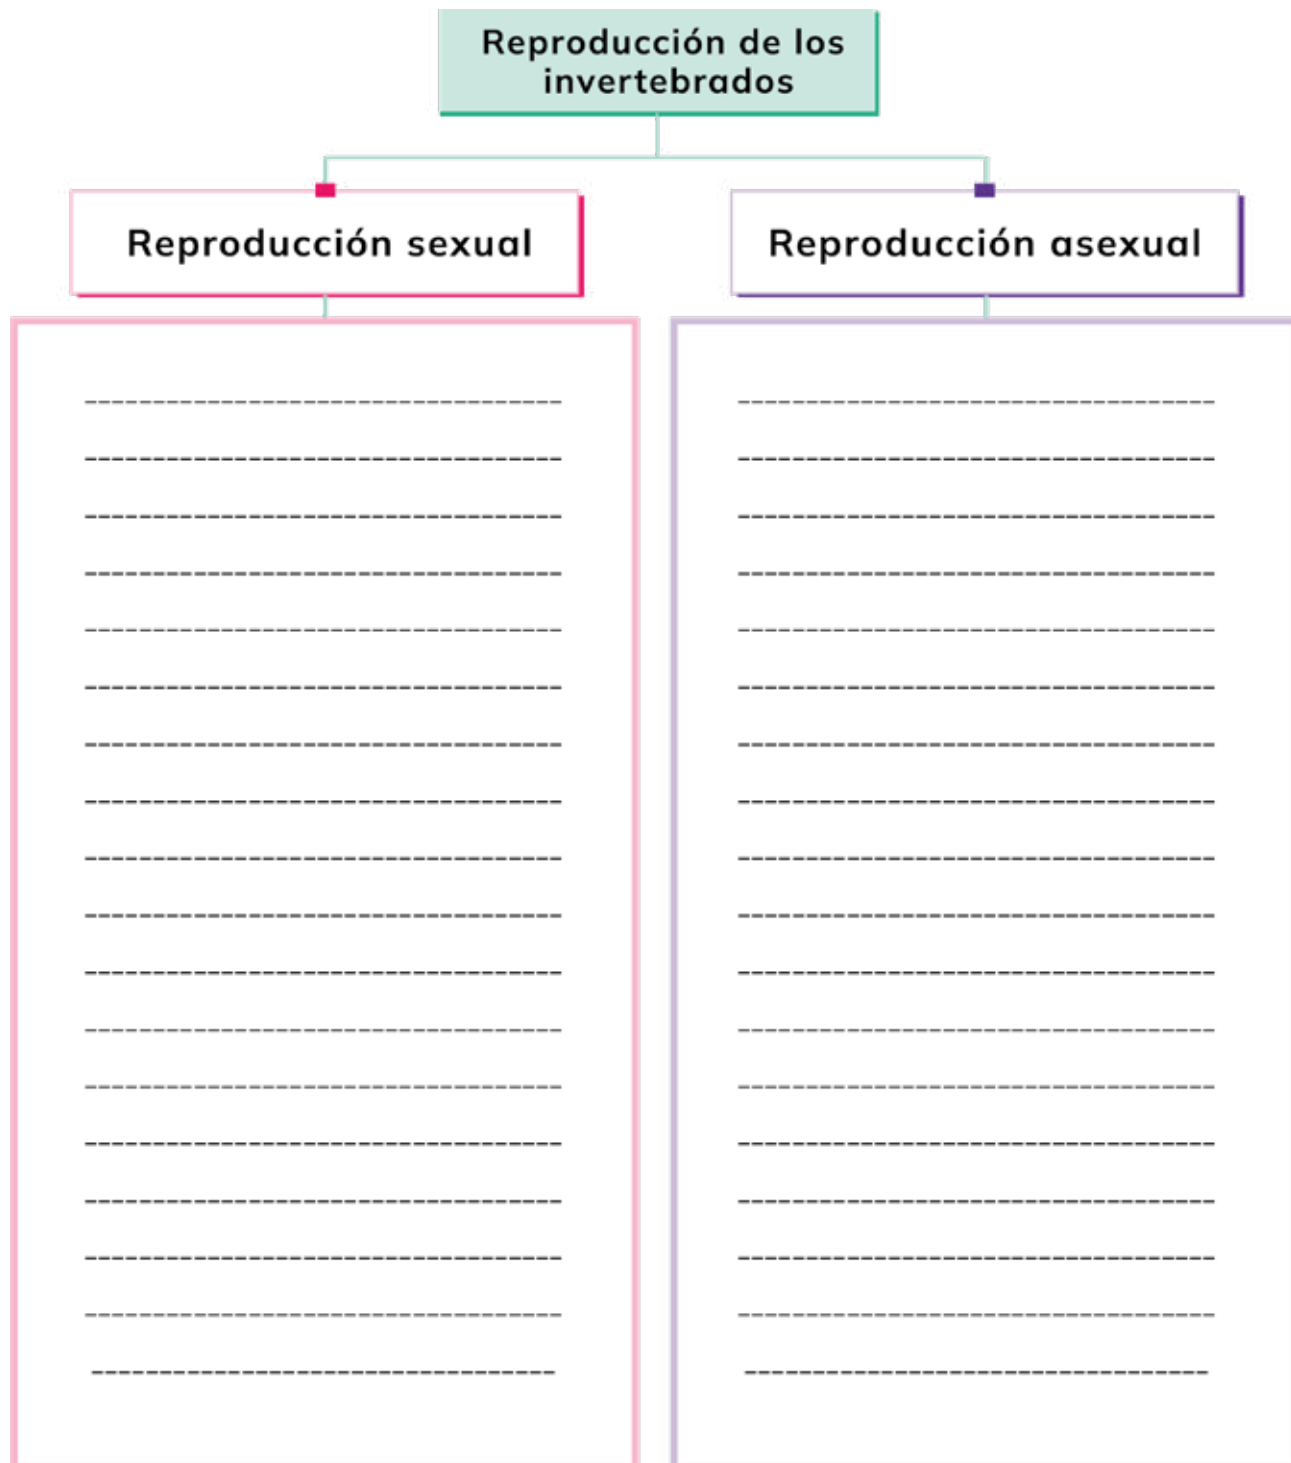 Reproducción de los
invertebrados
Reproducción sexual
Reproducción asexual